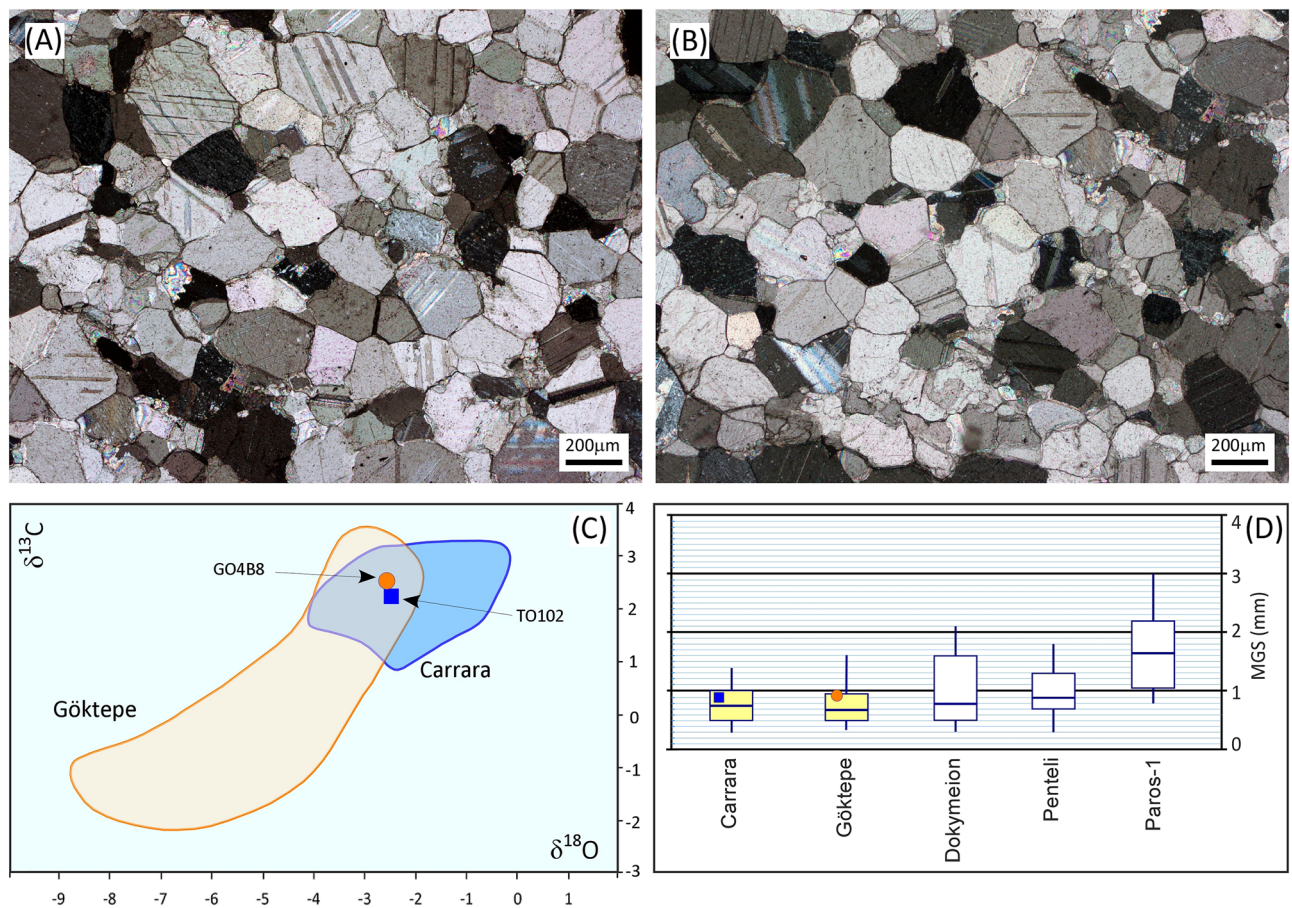 (A)
200µm
(B)
200µm
δ¹³C
(C)
GO4B8
TO102
Carrara
Göktepe
δ¹⁸O
4
3
2
1
0
-1
-2
-3
-9
-8
-7
-6
-5
-4
-3
-2
-1
0
1
(D)
4
3
2
1
0
MGS (mm)
Carrara
Göktepe
Dokymeion
Penteli
Paros-1